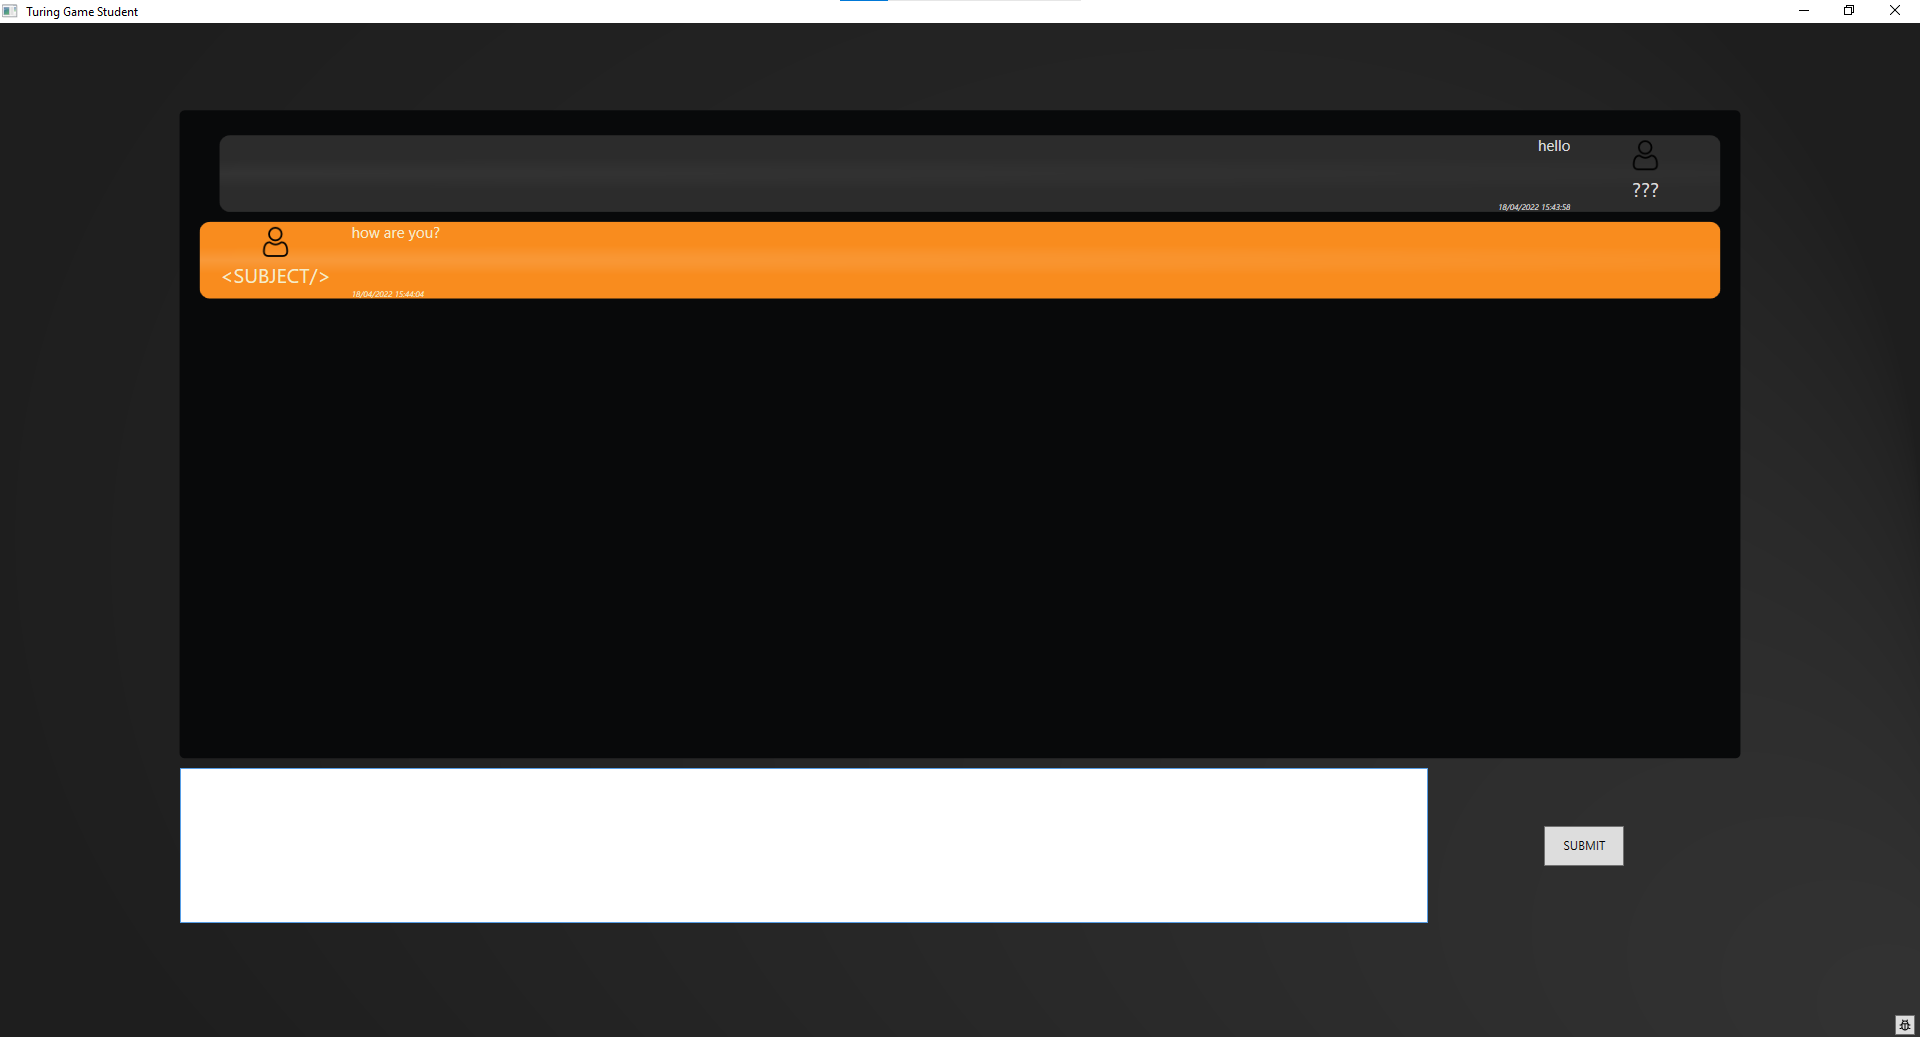 Turing Game Student
hello
???
18/04/2022 15:43:58
how are you?
<SUBJECT/>
18/04/2022 15:44:04
SUBMIT